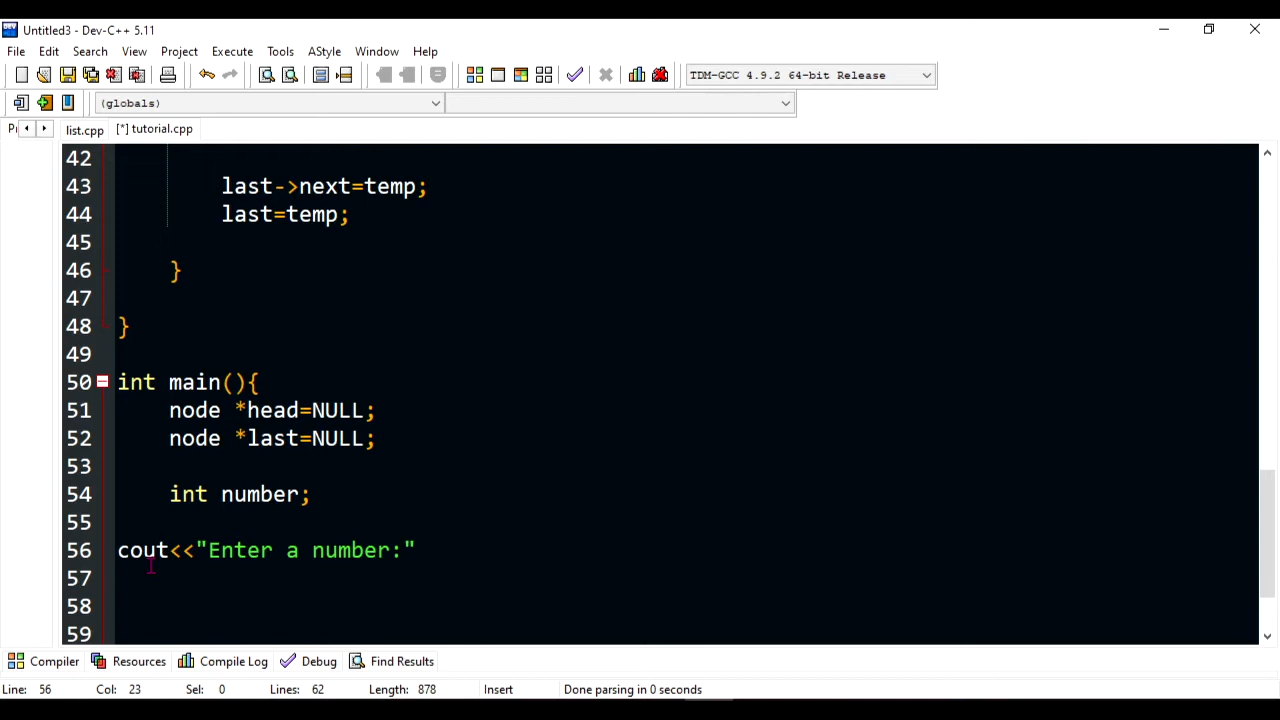 Untitled3 - Dev-C++ 5.11
File Edit Search View Project Execute Tools AStyle Window Help
TDM-GCC 4.9.2 64-bit Release
(globals)
list.cpp [*] tutorial.cpp
42
43 last->next=temp;
44 last=temp;
45
46 }
47
48 }
49
50 int main(){
51 node *head=NULL;
52 node *last=NULL;
53
54 int number;
55
56 cout<<"Enter a number:"
57
58
59
Compiler Resources Compile Log Debug Find Results
Line: 56 Col: 23 Sel: 0 Lines: 62 Length: 878 Insert Done parsing in 0 seconds